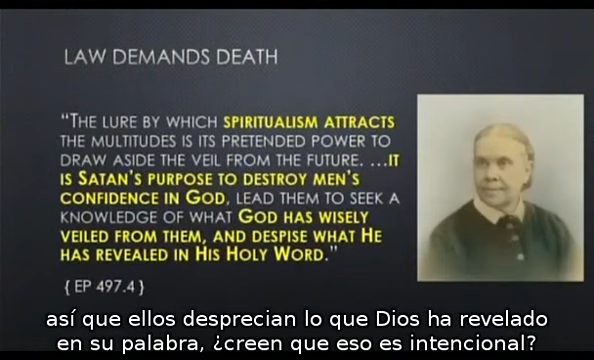 LAW DEMANDS DEATH
“THE LURE BY WHICH SPIRITUALISM ATTRACTS
THE MULTITUDES IS ITS PRETENDED POWER TO
DRAW ASIDE THE VEIL FROM THE FUTURE. ...IT
IS SATAN’S PURPOSE TO DESTROY MEN’S
CONFIDENCE IN GOD, LEAD THEM TO SEEK A
KNOWLEDGE OF WHAT GOD HAS WISELY
VEILED FROM THEM, AND DESPISE WHAT HE
HAS REVEALED IN HIS HOLY WORD.”
{ EP 497.4 }
así que ellos desprecian lo que Dios ha revelado
en su palabra, ¿creen que eso es intencional?